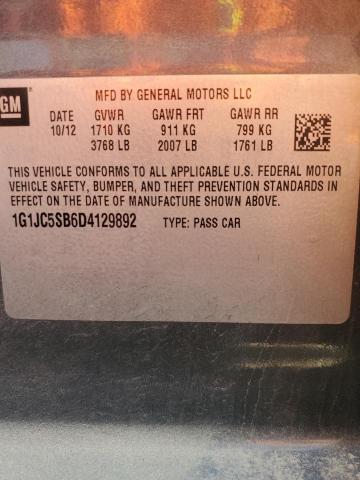 GM
MFD BY GENERAL MOTORS LLC
DATE GVWR GAWR FRT GAWR RR
10/12 1710 KG 911 KG 799 KG
3768 LB 2007 LB 1761 LB
THIS VEHICLE CONFORMS TO ALL APPLICABLE U.S. FEDERAL MOTOR
VEHICLE SAFETY, BUMPER, AND THEFT PREVENTION STANDARDS IN
EFFECT ON THE DATE OF MANUFACTURE SHOWN ABOVE.
1G1JC5SB6D4129892 TYPE: PASS CAR